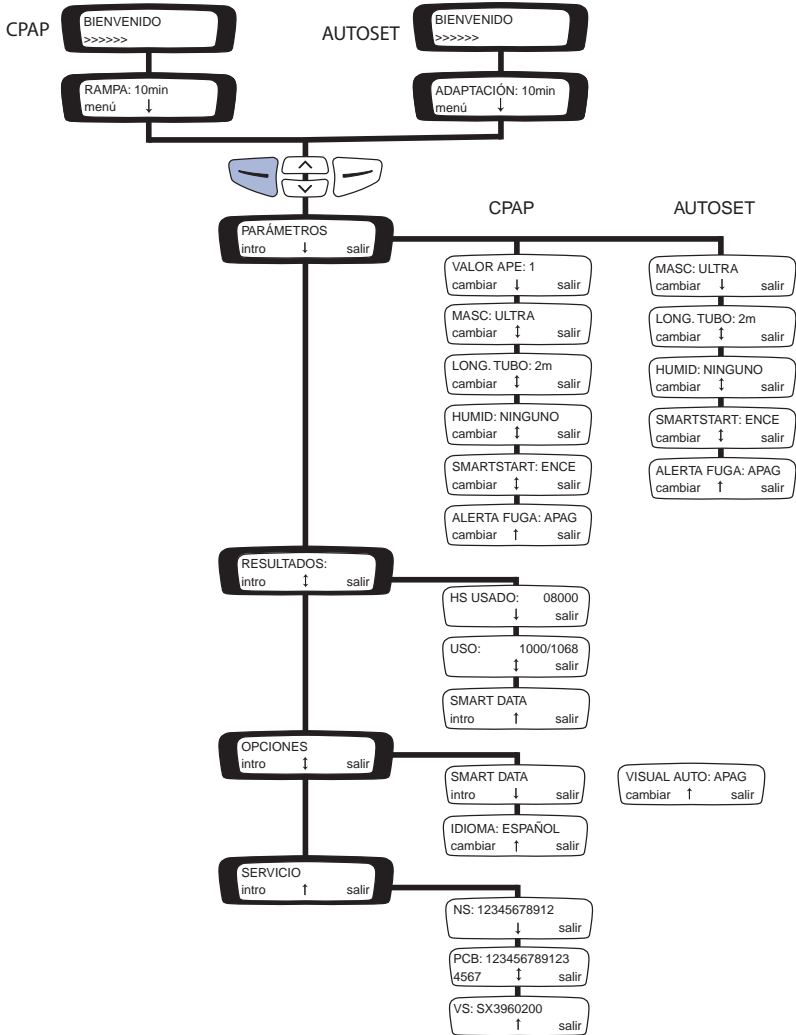 CPAP
BIENVENIDO
>>>>>>
AUTOSET
BIENVENIDO
>>>>>>
RAMPA: 10min
menú ↓
ADAPTACIÓN: 10min
menú ↓
CPAP
AUTOSET
PARÁMETROS
intro ↓ salir
VALOR APE: 1
cambiar ↓ salir
MASC: ULTRA
cambiar ↕ salir
LONG. TUBO: 2m
cambiar ↕ salir
HUMID: NINGUNO
cambiar ↕ salir
SMARTSTART: ENCE
cambiar ↕ salir
ALERTA FUGA: APAG
cambiar ↑ salir
MASC: ULTRA
cambiar ↓ salir
LONG. TUBO: 2m
cambiar ↕ salir
HUMID: NINGUNO
cambiar ↕ salir
SMARTSTART: ENCE
cambiar ↕ salir
ALERTA FUGA: APAG
cambiar ↑ salir
RESULTADOS:
intro ↕ salir
HS USADO: 08000
↓ salir
USO: 1000/1068
↕ salir
SMART DATA
intro ↑ salir
OPCIONES
intro ↕ salir
SMART DATA
intro ↓ salir
IDIOMA: ESPAÑOL
cambiar ↑ salir
VISUAL AUTO: APAG
cambiar ↑ salir
SERVICIO
intro ↑ salir
NS: 12345678912
↓ salir
PCB: 123456789123
4567 ↕ salir
VS: SX3960200
↑ salir